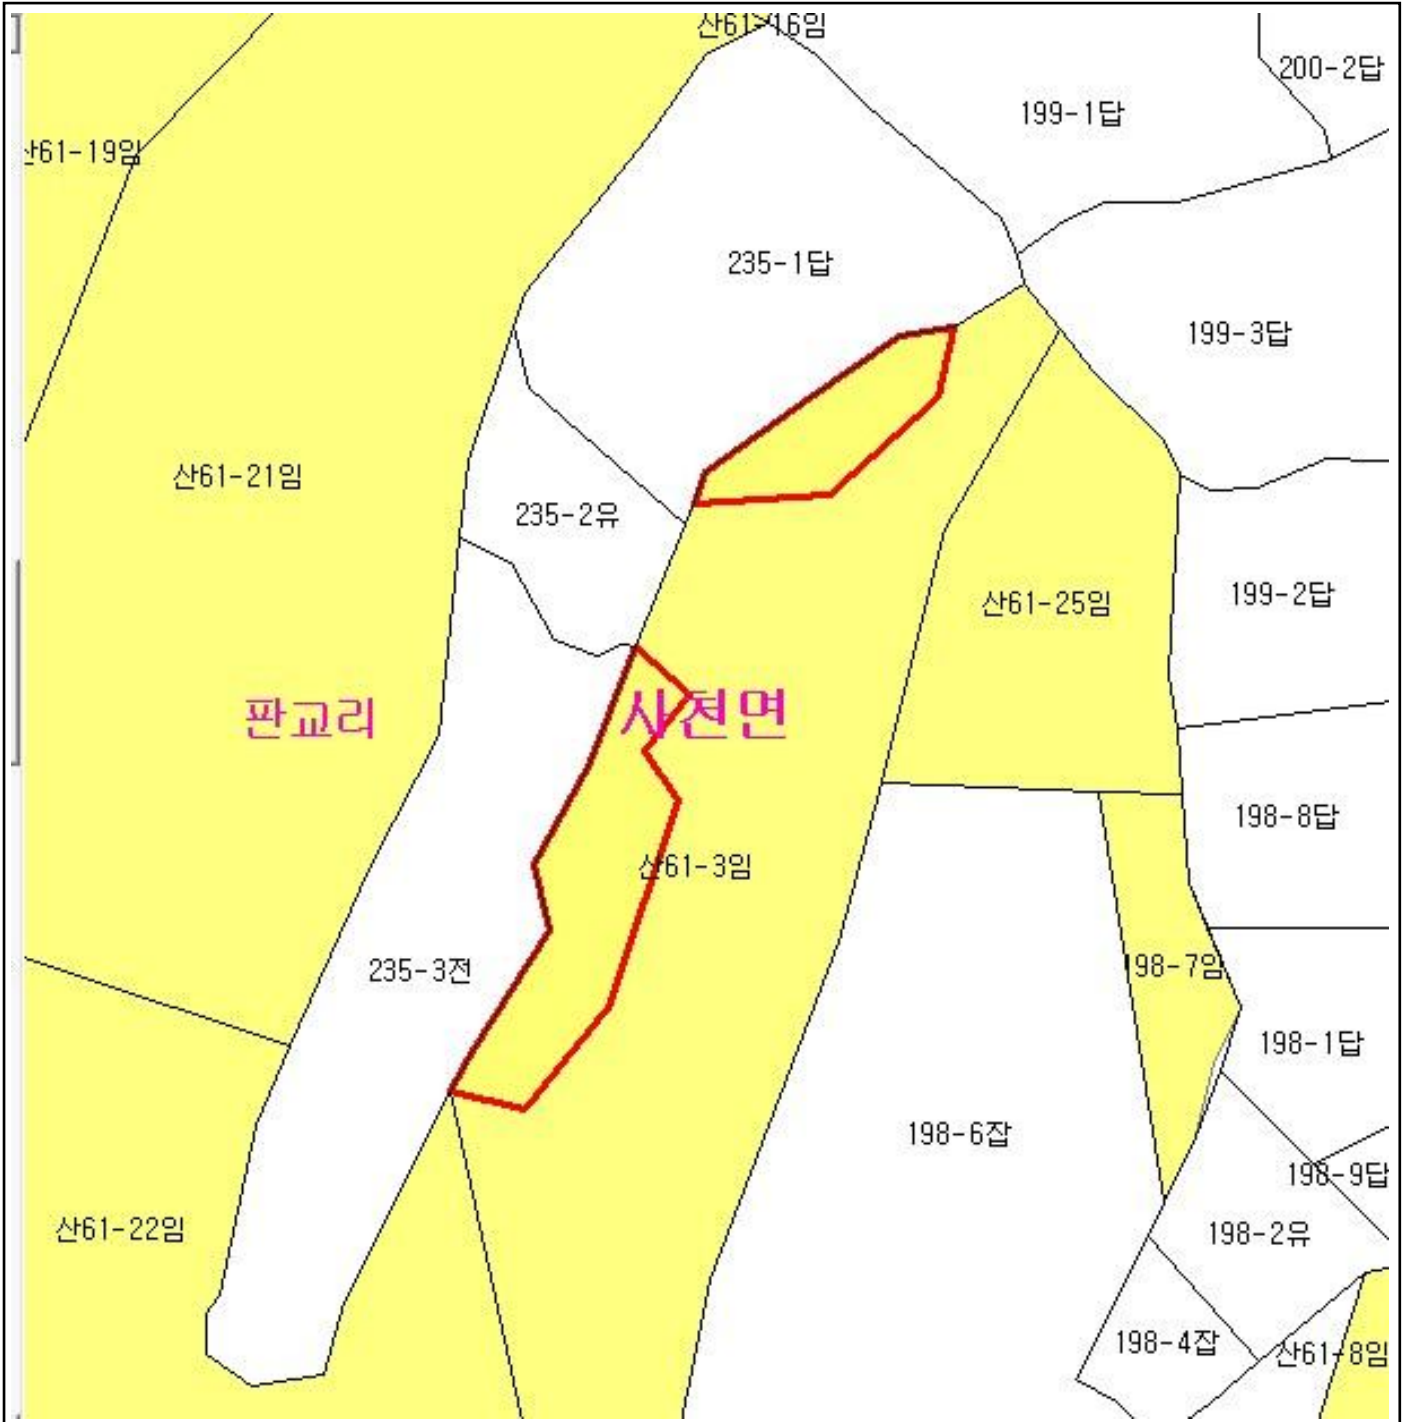 산61-16임
200-2답
199-1답
산61-19임
235-1답
199-3답
산61-21임
235-2유
산61-25임
199-2답
판교리
사천면
198-8답
산61-3임
235-3전
198-7임
198-1답
198-6잡
198-9답
산61-22임
198-2유
198-4잡
산61-8임